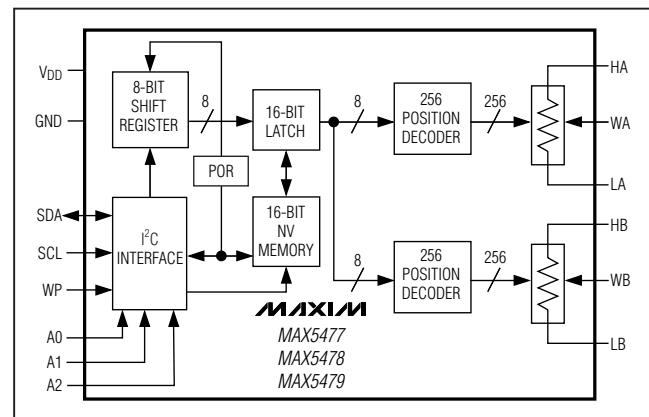 VDD
GND
SDA
SCL
WP
A0
A1
A2
8-BIT
SHIFT
REGISTER
8
16-BIT
LATCH
POR
I²C
INTERFACE
16-BIT
NV
MEMORY
8
256
POSITION
DECODER
256
8
256
POSITION
DECODER
256
HA
WA
LA
HB
WB
LB
MAXIM
MAX5477
MAX5478
MAX5479